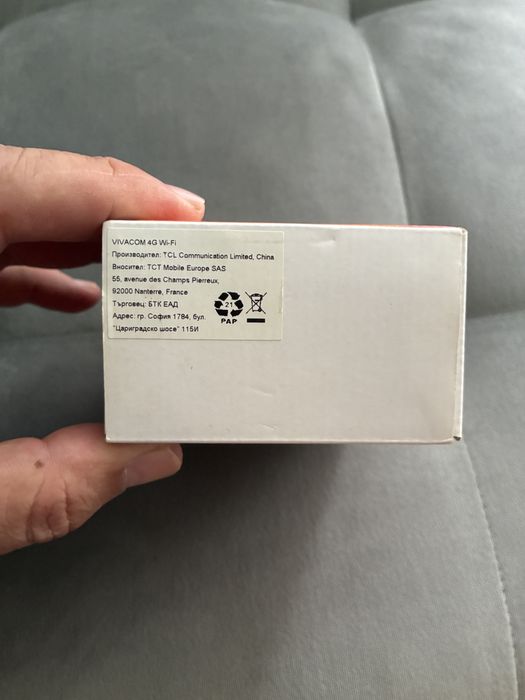 VIVACOM 4G Wi-Fi
Производител: TCL Communication Limited, China
Вносител: TCT Mobile Europe SAS
55, avenue des Champs Pierreux,
92000 Nanterre, France
Търговец: БТК ЕАД
Адрес: гр. София 1784, бул.
"Цариградско шосе" 115И
21
PAP